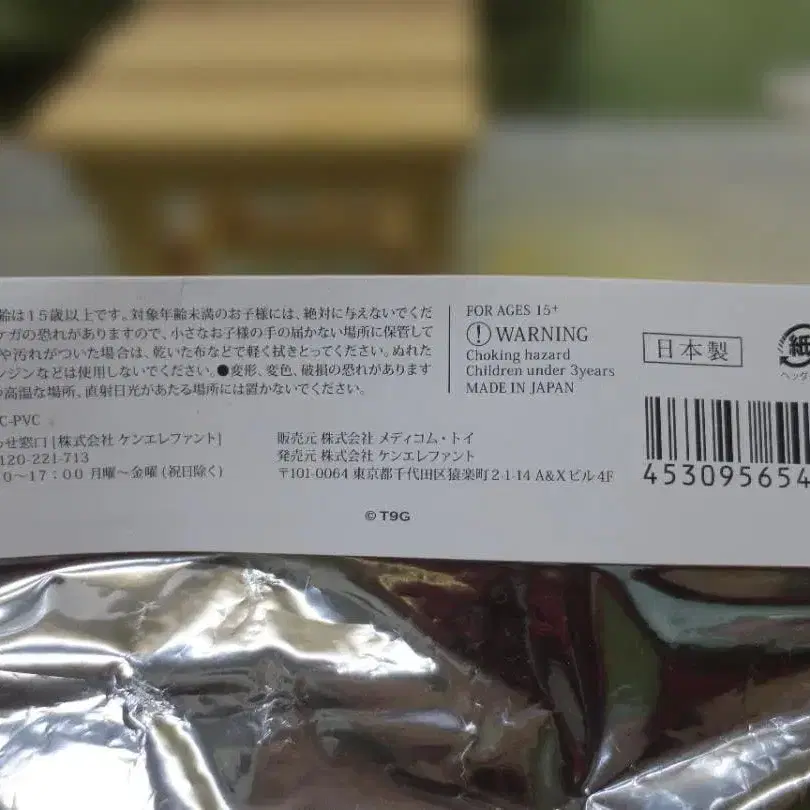 齢は15歳以上です。対象年齢未満のお子様には、絶対に与えないでくだ
ケガの恐れがありますので、小さなお子様の手の届かない場所に保管して
や汚れがついた場合は、乾いた布などで軽く拭きとってください。ぬれた
ンジンなどは使用しないでください。●変形、変色、破損の恐れがあります
高温な場所、直射日光があたる場所には置かないでください。
C-PVC
らせ窓口[株式会社 ケンエレファント]
120-221-713
0〜17:00 月曜〜金曜(祝日除く)
販売元 株式会社 メディコム・トイ
発売元 株式会社 ケンエレファント
〒101-0064 東京都千代田区猿楽町2-1-14 A&Xビル4F
© T9G
FOR AGES 15+
! WARNING
Choking hazard
Children under 3years
MADE IN JAPAN
日本製
紙
ヘッダ
453095654